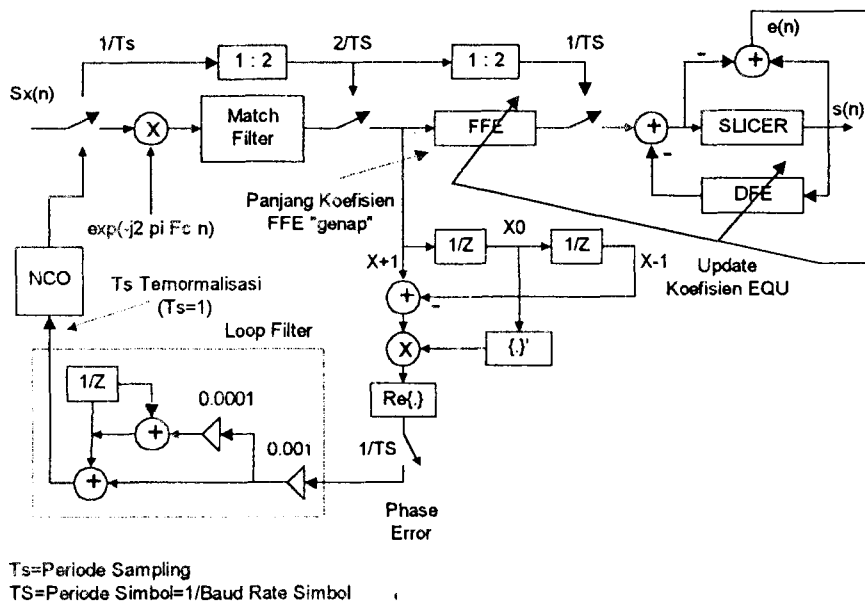 e(n)
1/Ts
2/TS
1/TS
1 : 2
1 : 2
Sx(n)
s(n)
-
+
X
Match
Filter
FFE
+
SLICER
-
DFE
Panjang Koefisien
FFE "genap"
exp(-j2 pi Fc n)
X0
1/Z
1/Z
X+1
X-1
Update
Koefisien EQU
NCO
Ts Ternormalisasi
(Ts=1)
+
-
Loop Filter
X
{.}'
1/Z
0.0001
Re{.}
+
0.001
1/TS
+
Phase
Error
Ts=Periode Sampling
TS=Periode Simbol=1/Baud Rate Simbol